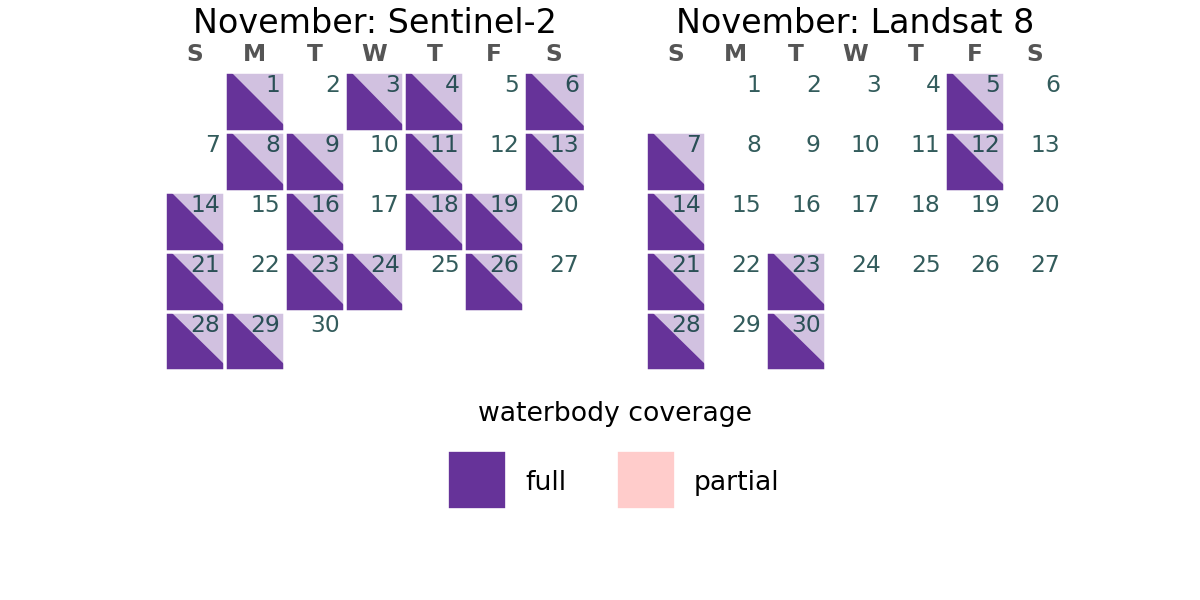 November: Sentinel-2
S M T W T F S
1 2 3 4 5 6
7 8 9 10 11 12 13
14 15 16 17 18 19 20
21 22 23 24 25 26 27
28 29 30
November: Landsat 8
S M T W T F S
1 2 3 4 5 6
7 8 9 10 11 12 13
14 15 16 17 18 19 20
21 22 23 24 25 26 27
28 29 30
waterbody coverage
full partial